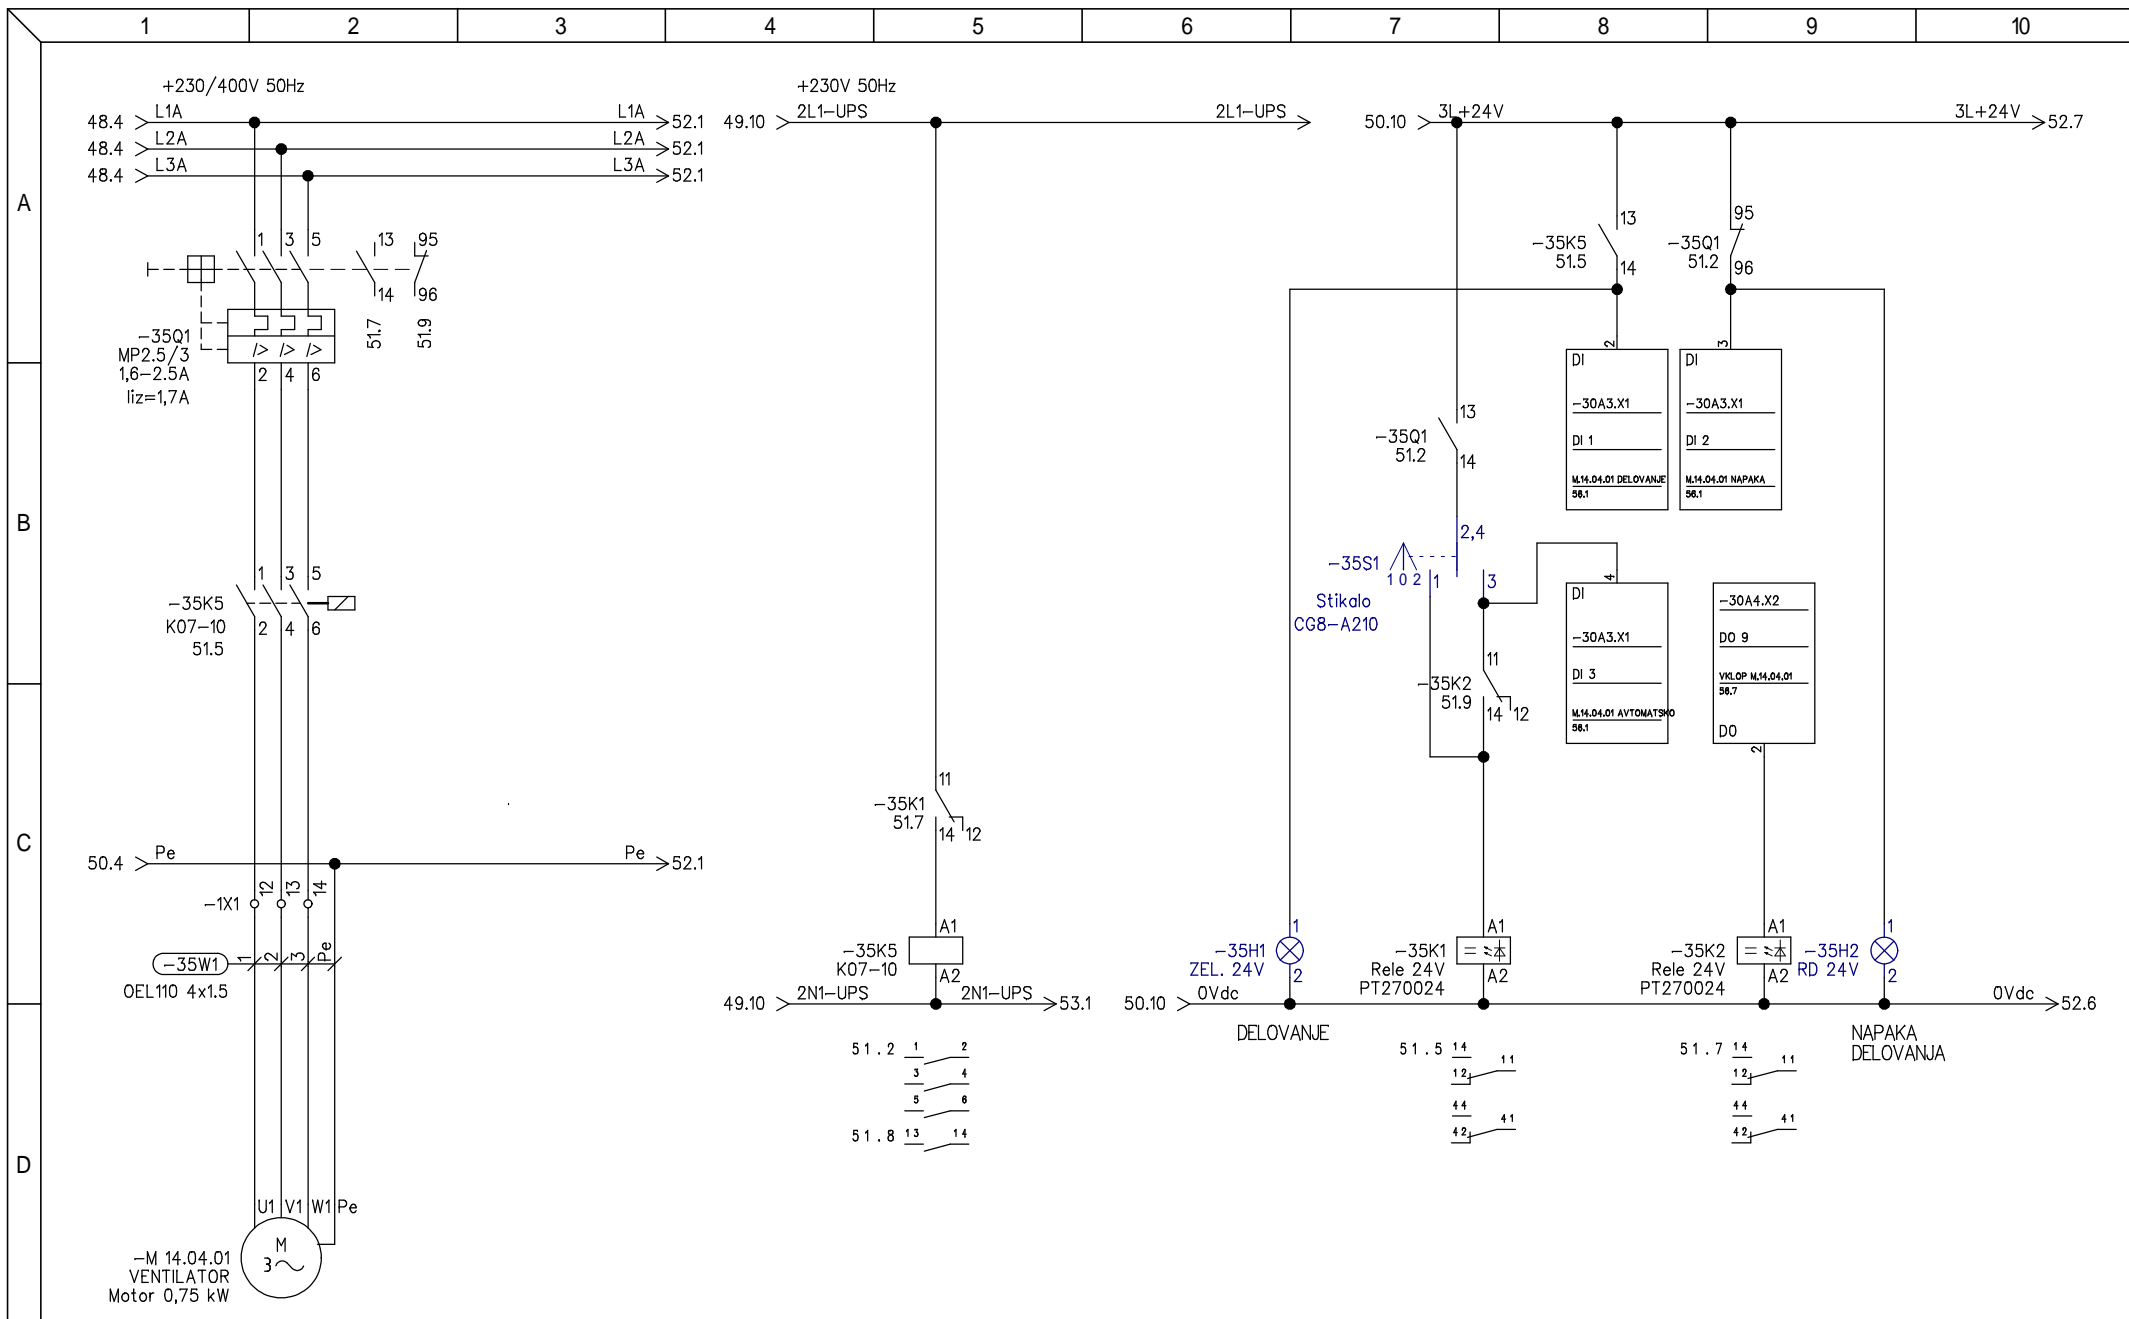 1 2 3 4 5 6 7 8 9 10
A
B
C
D
+230/400V 50Hz
48.4 L1A L1A 52.1
48.4 L2A L2A 52.1
48.4 L3A L3A 52.1
1 3 5 13 95
14 96
51.7 51.9
-35Q1
MP2.5/3
1,6-2.5A
Iiz=1,7A
I> I> I>
2 4 6
1 3 5
-35K5
K07-10
51.5
2 4 6
50.4 Pe Pe 52.1
-1X1 12 13 14
-35W1 1 2 3 Pe
OEL110 4x1.5
U1 V1 W1 Pe
M
3
-M 14.04.01
VENTILATOR
Motor 0,75 kW
+230V 50Hz
49.10 2L1-UPS 2L1-UPS
11
-35K1
51.7
14 12
A1
-35K5
K07-10
A2
49.10 2N1-UPS 2N1-UPS 53.1
51.2 1 2
3 4
5 6
51.8 13 14
50.10 3L+24V 3L+24V 52.7
13
-35K5
51.5
14
95
-35Q1
51.2
96
2
DI
-30A3.X1
DI 1
M.14.04.01 DELOVANJE
56.1
3
DI
-30A3.X1
DI 2
M.14.04.01 NAPAKA
56.1
13
-35Q1
51.2
14
2,4
-35S1
1 0 2 1 3
Stikalo
CG8-A210
4
DI
-30A3.X1
DI 3
M.14.04.01 AVTOMATSKO
56.1
-30A4.X2
DO 9
VKLOP M.14.04.01
56.7
DO
2
11
-35K2
51.9
14 12
1
-35H1
ZEL. 24V
2
A1
-35K1
Rele 24V
PT270024
A2
A1
-35K2
Rele 24V
PT270024
A2
1
-35H2
RD 24V
2
50.10 0Vdc 0Vdc 52.6
DELOVANJE
NAPAKA
DELOVANJA
51.5 14
12 11
44
42 41
51.7 14
12 11
44
42 41